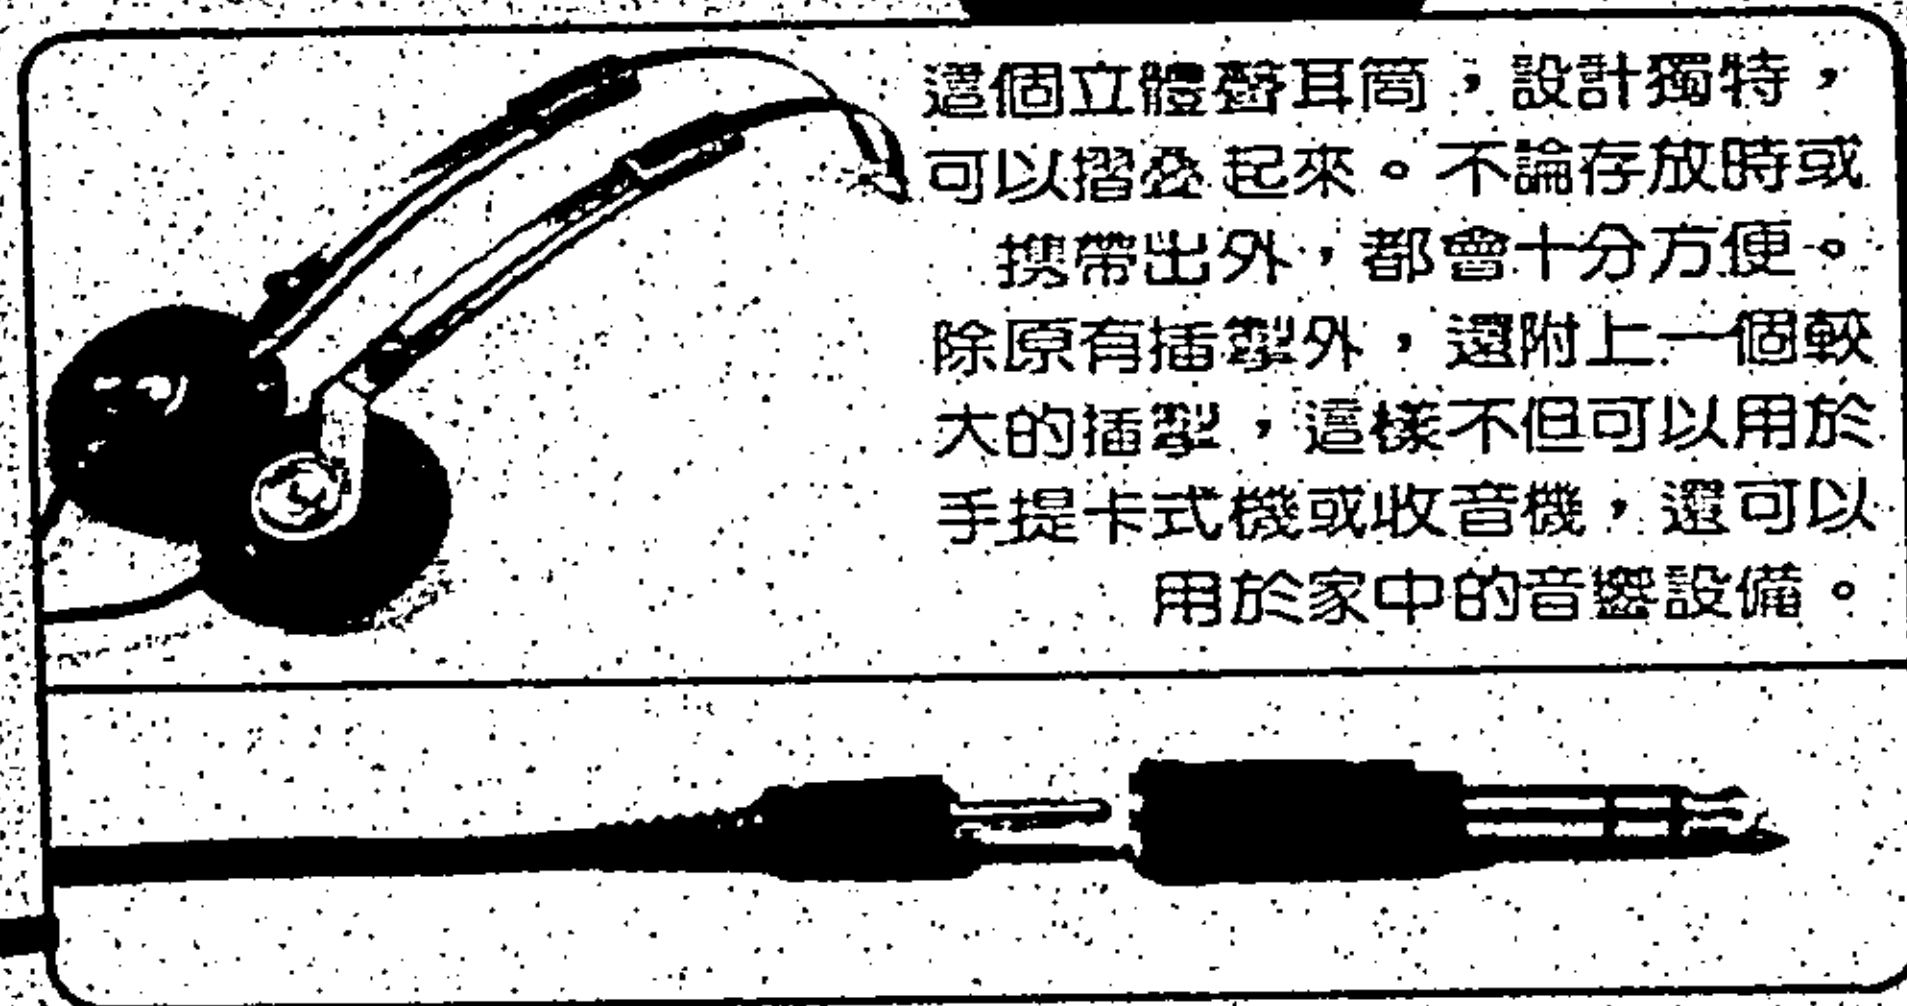 這個立體聲耳筒，設計獨特，
可以摺叠起來。不論存放時或
携帶出外，都會十分方便。
除原有插掣外，還附上一個較
大的插掣，這樣不但可以用於
手提卡式機或收音機，還可以
用於家中的音響設備。